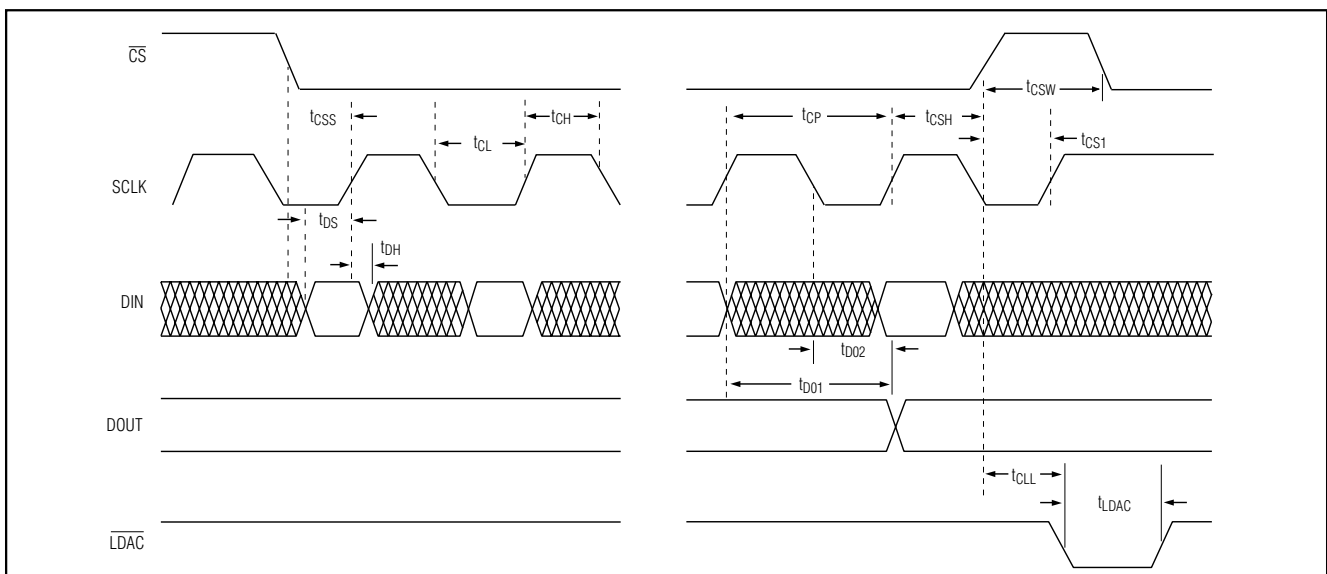 CS
tCSW
tCSS
tCH
tCP
tCSH
tCL
tCS1
SCLK
tDS
tDH
DIN
tD02
tD01
DOUT
tCLL
tLDAC
LDAC